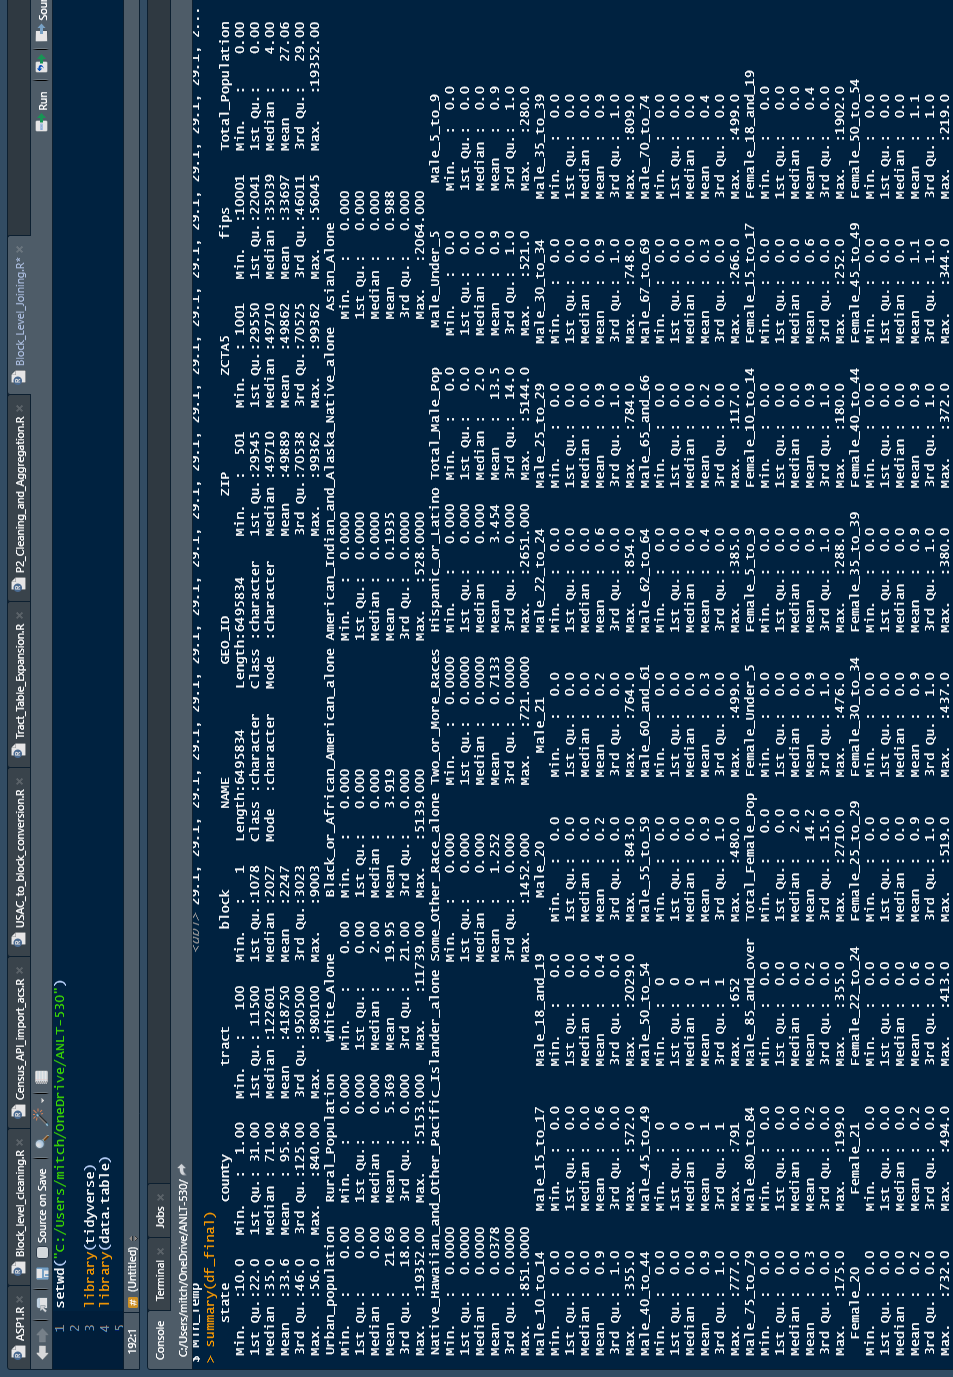 ASP1.R × Block_level_cleaning.R × Census_API_import_acs.R × USAC_to_block_conversion.R × Tract_Table_Expansion.R × P2_Cleaning_and_Aggregation.R × Block_Level_Joining.R* ×
Source on Save Run Sou
1 setwd("C:/Users/mitch/OneDrive/ANLT-530")
2
3 library(tidyverse)
4 library(data.table)
5
192:1 # (Untitled)
Console Terminal × Jobs ×
C:/Users/mitch/OneDrive/ANLT-530/
29.1, 29.1, 29.1, 29.1, 29.1, 29.1, 29.1, 29.1, 29.1, 2...
> summary(df_final)
state county tract block NAME GEO_ID ZIP ZCTA5 fips Total_Population
Min. :10.0 Min. : 1.00 Min. : 100 Min. : 1 Length:6495834 Length:6495834 Min. : 501 Min. : 1001 Min. :10001 Min. : 0.00
1st Qu.:22.0 1st Qu.: 31.00 1st Qu.: 11500 1st Qu.:1078 Class :character Class :character 1st Qu.:29545 1st Qu.:29550 1st Qu.:22041 1st Qu.: 0.00
Median :35.0 Median : 71.00 Median :122601 Median :2027 Mode :character Mode :character Median :49710 Median :49710 Median :35039 Median : 4.00
Mean :33.6 Mean : 95.96 Mean :418750 Mean :2247 Mean :49889 Mean :49862 Mean :33697 Mean : 27.06
3rd Qu.:46.0 3rd Qu.:125.00 3rd Qu.:950500 3rd Qu.:3023 3rd Qu.:70538 3rd Qu.:70525 3rd Qu.:46011 3rd Qu.: 29.00
Max. :56.0 Max. :840.00 Max. :980100 Max. :9003 Max. :99362 Max. :99362 Max. :56045 Max. :19352.00
Urban_population Rural_Population White_Alone Black_or_African_American_alone American_Indian_and_Alaska_Native_alone Asian_Alone
Min. : 0.00 Min. : 0.000 Min. : 0.00 Min. : 0.000 Min. : 0.0000 Min. : 0.000
1st Qu.: 0.00 1st Qu.: 0.000 1st Qu.: 0.00 1st Qu.: 0.000 1st Qu.: 0.0000 1st Qu.: 0.000
Median : 0.00 Median : 0.000 Median : 2.00 Median : 0.000 Median : 0.0000 Median : 0.000
Mean : 21.69 Mean : 5.369 Mean : 19.95 Mean : 3.919 Mean : 0.1935 Mean : 0.988
3rd Qu.: 18.00 3rd Qu.: 0.000 3rd Qu.: 21.00 3rd Qu.: 0.000 3rd Qu.: 0.0000 3rd Qu.: 0.000
Max. :19352.00 Max. :5153.000 Max. :11739.00 Max. :5139.000 Max. :528.0000 Max. :2064.000
Native_Hawaiian_and_Other_Pacific_Islander_alone Some_Other_Race_alone Two_or_More_Races Hispanic_or_Latino Total_Male_Pop Male_Under_5 Male_5_to_9
Min. : 0.0000 Min. : 0.000 Min. : 0.0000 Min. : 0.000 Min. : 0.0 Min. : 0.0 Min. : 0.0
1st Qu.: 0.0000 1st Qu.: 0.000 1st Qu.: 0.0000 1st Qu.: 0.000 1st Qu.: 0.0 1st Qu.: 0.0 1st Qu.: 0.0
Median : 0.0000 Median : 0.000 Median : 0.0000 Median : 0.000 Median : 2.0 Median : 0.0 Median : 0.0
Mean : 0.0378 Mean : 1.252 Mean : 0.7133 Mean : 3.454 Mean : 13.5 Mean : 0.9 Mean : 0.9
3rd Qu.: 0.0000 3rd Qu.: 0.000 3rd Qu.: 0.0000 3rd Qu.: 0.000 3rd Qu.: 14.0 3rd Qu.: 1.0 3rd Qu.: 1.0
Max. :851.0000 Max. :1452.000 Max. :721.0000 Max. :2651.000 Max. :5144.0 Max. :521.0 Max. :280.0
Male_10_to_14 Male_15_to_17 Male_18_and_19 Male_20 Male_21 Male_22_to_24 Male_25_to_29 Male_30_to_34 Male_35_to_39
Min. : 0.0 Min. : 0.0 Min. : 0.0 Min. : 0.0 Min. : 0.0 Min. : 0.0 Min. : 0.0 Min. : 0.0 Min. : 0.0
1st Qu.: 0.0 1st Qu.: 0.0 1st Qu.: 0.0 1st Qu.: 0.0 1st Qu.: 0.0 1st Qu.: 0.0 1st Qu.: 0.0 1st Qu.: 0.0 1st Qu.: 0.0
Median : 0.0 Median : 0.0 Median : 0.0 Median : 0.0 Median : 0.0 Median : 0.0 Median : 0.0 Median : 0.0 Median : 0.0
Mean : 0.9 Mean : 0.6 Mean : 0.4 Mean : 0.2 Mean : 0.2 Mean : 0.6 Mean : 0.9 Mean : 0.9 Mean : 0.9
3rd Qu.: 1.0 3rd Qu.: 0.0 3rd Qu.: 0.0 3rd Qu.: 0.0 3rd Qu.: 0.0 3rd Qu.: 0.0 3rd Qu.: 1.0 3rd Qu.: 1.0 3rd Qu.: 1.0
Max. :355.0 Max. :572.0 Max. :2029.0 Max. :843.0 Max. :764.0 Max. :854.0 Max. :784.0 Max. :748.0 Max. :809.0
Male_40_to_44 Male_45_to_49 Male_50_to_54 Male_55_to_59 Male_60_and_61 Male_62_to_64 Male_65_and_66 Male_67_to_69 Male_70_to_74
Min. : 0.0 Min. : 0 Min. : 0 Min. : 0.0 Min. : 0.0 Min. : 0.0 Min. : 0.0 Min. : 0.0 Min. : 0.0
1st Qu.: 0.0 1st Qu.: 0 1st Qu.: 0 1st Qu.: 0.0 1st Qu.: 0.0 1st Qu.: 0.0 1st Qu.: 0.0 1st Qu.: 0.0 1st Qu.: 0.0
Median : 0.0 Median : 0 Median : 0 Median : 0.0 Median : 0.0 Median : 0.0 Median : 0.0 Median : 0.0 Median : 0.0
Mean : 0.9 Mean : 1 Mean : 1 Mean : 0.9 Mean : 0.3 Mean : 0.4 Mean : 0.2 Mean : 0.3 Mean : 0.4
3rd Qu.: 1.0 3rd Qu.: 1 3rd Qu.: 1 3rd Qu.: 1.0 3rd Qu.: 0.0 3rd Qu.: 0.0 3rd Qu.: 0.0 3rd Qu.: 0.0 3rd Qu.: 0.0
Max. :777.0 Max. :791 Max. :652 Max. :480.0 Max. :499.0 Max. :385.0 Max. :117.0 Max. :266.0 Max. :499.0
Male_75_to_79 Male_80_to_84 Male_85_and_over Total_Female_Pop Female_Under_5 Female_5_to_9 Female_10_to_14 Female_15_to_17 Female_18_and_19
Min. : 0.0 Min. : 0.0 Min. : 0.0 Min. : 0.0 Min. : 0.0 Min. : 0.0 Min. : 0.0 Min. : 0.0 Min. : 0.0
1st Qu.: 0.0 1st Qu.: 0.0 1st Qu.: 0.0 1st Qu.: 0.0 1st Qu.: 0.0 1st Qu.: 0.0 1st Qu.: 0.0 1st Qu.: 0.0 1st Qu.: 0.0
Median : 0.0 Median : 0.0 Median : 0.0 Median : 2.0 Median : 0.0 Median : 0.0 Median : 0.0 Median : 0.0 Median : 0.0
Mean : 0.3 Mean : 0.2 Mean : 0.2 Mean : 14.2 Mean : 0.9 Mean : 0.9 Mean : 0.9 Mean : 0.6 Mean : 0.4
3rd Qu.: 0.0 3rd Qu.: 0.0 3rd Qu.: 0.0 3rd Qu.: 15.0 3rd Qu.: 1.0 3rd Qu.: 1.0 3rd Qu.: 1.0 3rd Qu.: 0.0 3rd Qu.: 0.0
Max. :175.0 Max. :199.0 Max. :355.0 Max. :2710.0 Max. :476.0 Max. :288.0 Max. :180.0 Max. :252.0 Max. :1902.0
Female_20 Female_21 Female_22_to_24 Female_25_to_29 Female_30_to_34 Female_35_to_39 Female_40_to_44 Female_45_to_49 Female_50_to_54
Min. : 0.0 Min. : 0.0 Min. : 0.0 Min. : 0.0 Min. : 0.0 Min. : 0.0 Min. : 0.0 Min. : 0.0 Min. : 0.0
1st Qu.: 0.0 1st Qu.: 0.0 1st Qu.: 0.0 1st Qu.: 0.0 1st Qu.: 0.0 1st Qu.: 0.0 1st Qu.: 0.0 1st Qu.: 0.0 1st Qu.: 0.0
Median : 0.0 Median : 0.0 Median : 0.0 Median : 0.0 Median : 0.0 Median : 0.0 Median : 0.0 Median : 0.0 Median : 0.0
Mean : 0.2 Mean : 0.2 Mean : 0.6 Mean : 0.9 Mean : 0.9 Mean : 0.9 Mean : 0.9 Mean : 1.1 Mean : 1.1
3rd Qu.: 0.0 3rd Qu.: 0.0 3rd Qu.: 0.0 3rd Qu.: 1.0 3rd Qu.: 1.0 3rd Qu.: 1.0 3rd Qu.: 1.0 3rd Qu.: 1.0 3rd Qu.: 1.0
Max. :732.0 Max. :494.0 Max. :413.0 Max. :519.0 Max. :437.0 Max. :380.0 Max. :372.0 Max. :344.0 Max. :219.0